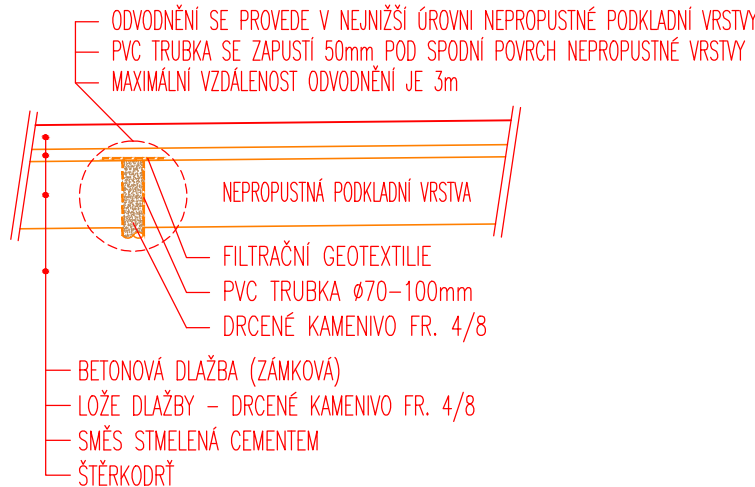 ODVODNĚNÍ SE PROVEDE V NEJNIŽŠÍ ÚROVNI NEPROPUSTNÉ PODKLADNÍ VRSTVY
PVC TRUBKA SE ZAPUSTÍ 50mm POD SPODNÍ POVRCH NEPROPUSTNÉ VRSTVY
MAXIMÁLNÍ VZDÁLENOST ODVODNĚNÍ JE 3m
NEPROPUSTNÁ PODKLADNÍ VRSTVA
FILTRAČNÍ GEOTEXTILIE
PVC TRUBKA ø70-100mm
DRCENÉ KAMENIVO FR. 4/8
BETONOVÁ DLAŽBA (ZÁMKOVÁ)
LOŽE DLAŽBY - DRCENÉ KAMENIVO FR. 4/8
SMĚS STMELENÁ CEMENTEM
ŠTĚRKODRŤ